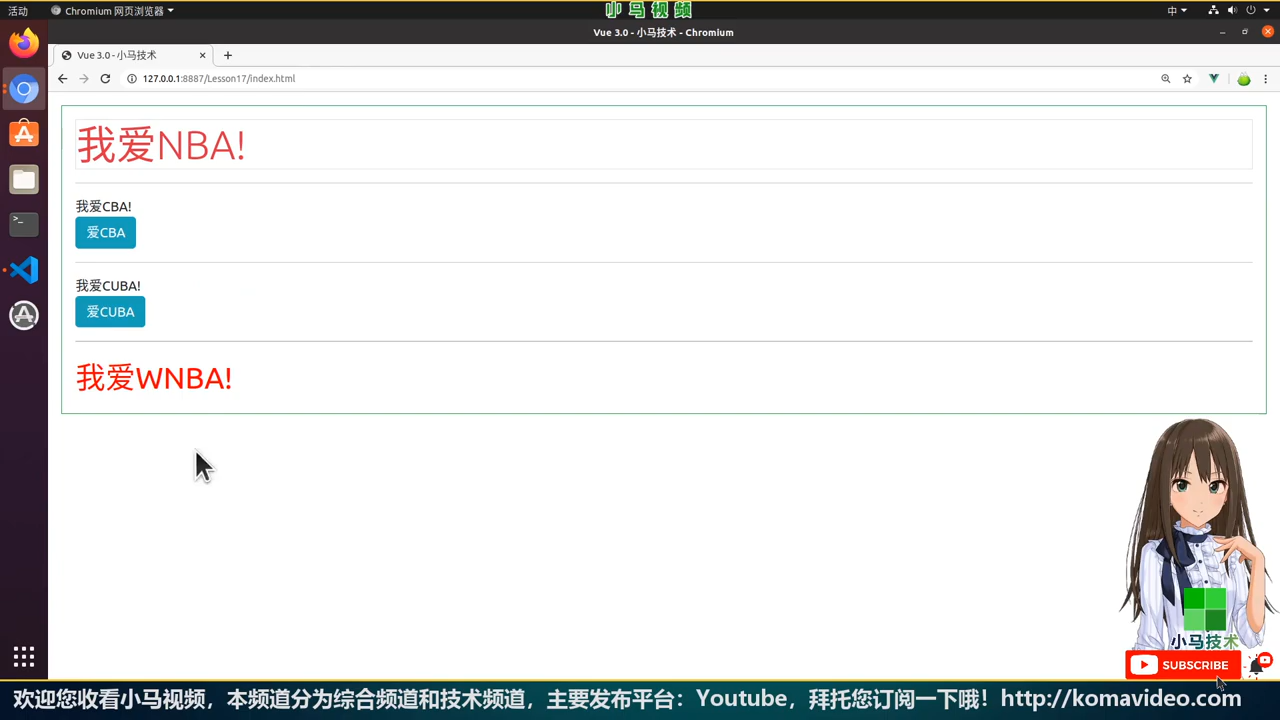 活动
Chromium 网页浏览器
小马视频
中
Vue 3.0 - 小马技术 - Chromium
Vue 3.0 - 小马技术
127.0.0.1:8887/Lesson17/index.html
我爱NBA!
我爱CBA!
爱CBA
我爱CUBA!
爱CUBA
我爱WNBA!
小马技术
SUBSCRIBE
欢迎您收看小马视频，本频道分为综合频道和技术频道，主要发布平台：Youtube，拜托您订阅一下哦！http://komavideo.com